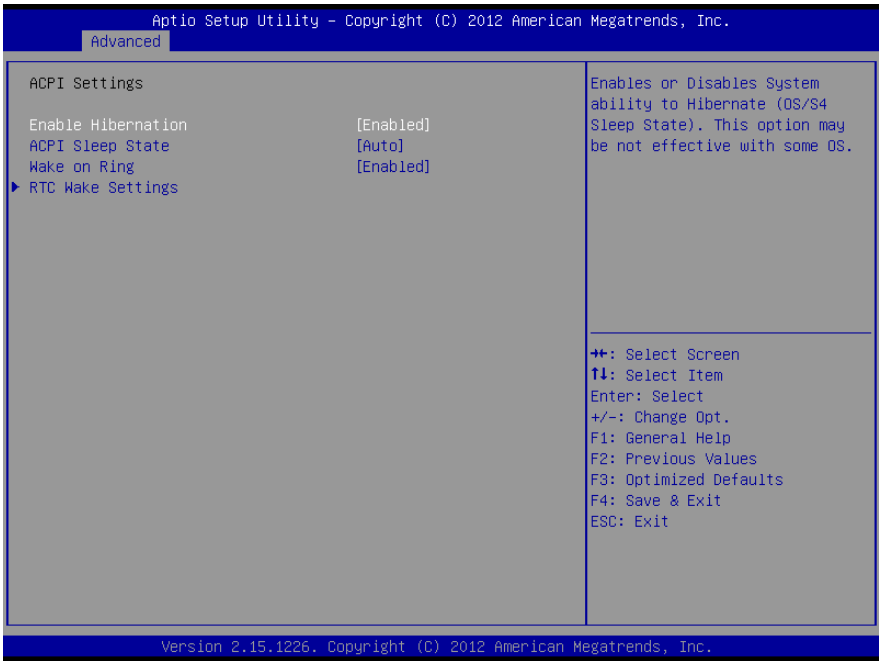 Aptio Setup Utility – Copyright (C) 2012 American Megatrends, Inc.
Advanced
ACPI Settings
Enable Hibernation [Enabled]
ACPI Sleep State [Auto]
Wake on Ring [Enabled]
▶ RTC Wake Settings
Enables or Disables System
ability to Hibernate (OS/S4
Sleep State). This option may
be not effective with some OS.
→←: Select Screen
↑↓: Select Item
Enter: Select
+/-: Change Opt.
F1: General Help
F2: Previous Values
F3: Optimized Defaults
F4: Save & Exit
ESC: Exit
Version 2.15.1226. Copyright (C) 2012 American Megatrends, Inc.